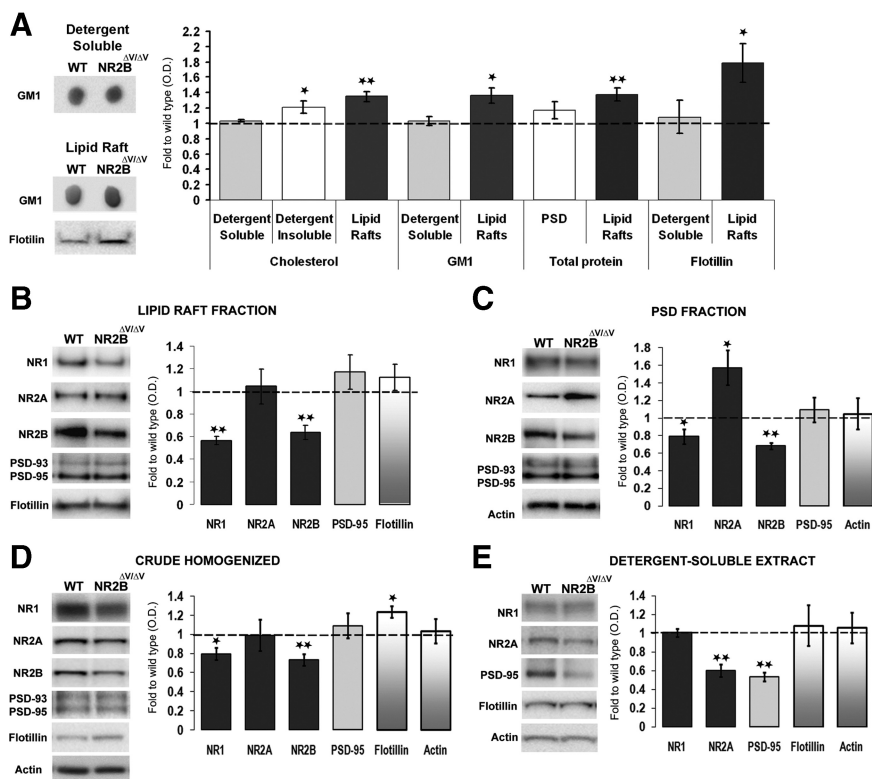 A
Detergent
Soluble
WT NR2B ΔV/ΔV
GM1
Lipid Raft
WT NR2B ΔV/ΔV
GM1
Flotilin
Fold to wild type (O.D.)
2.2
2
1.8
1.6
1.4
1.2
1
0.8
0.6
0.4
0.2
0
★ ★★ ★ ★★ ★
Detergent Detergent Lipid Detergent Lipid PSD Lipid Detergent Lipid
Soluble Insoluble Rafts Soluble Rafts Rafts Soluble Rafts
Cholesterol GM1 Total protein Flotillin
B
LIPID RAFT FRACTION
WT NR2B ΔV/ΔV
NR1
NR2A
NR2B
PSD-93
PSD-95
Flotillin
Fold to wild type (O.D.)
1.4
1.2
1
0.8
0.6
0.4
0.2
0
★★ ★★
NR1 NR2A NR2B PSD-95 Flotillin
C
PSD FRACTION
WT NR2B ΔV/ΔV
NR1
NR2A
NR2B
PSD-93
PSD-95
Actin
Fold to wild type (O.D.)
1.8
1.6
1.4
1.2
1
0.8
0.6
0.4
0.2
0
★ ★ ★★
NR1 NR2A NR2B PSD-95 Actin
D
CRUDE HOMOGENIZED
WT NR2B ΔV/ΔV
NR1
NR2A
NR2B
PSD-93
PSD-95
Flotillin
Actin
Fold to wild type (O.D.)
1.4
1.2
1
0.8
0.6
0.4
0.2
0
★ ★★ ★
NR1 NR2A NR2B PSD-95 Flotillin Actin
E
DETERGENT-SOLUBLE EXTRACT
WT NR2B ΔV/ΔV
NR1
NR2A
PSD-95
Flotillin
Actin
Fold to wild type (O.D.)
1.4
1.2
1
0.8
0.6
0.4
0.2
0
★★ ★★
NR1 NR2A PSD-95 Flotillin Actin